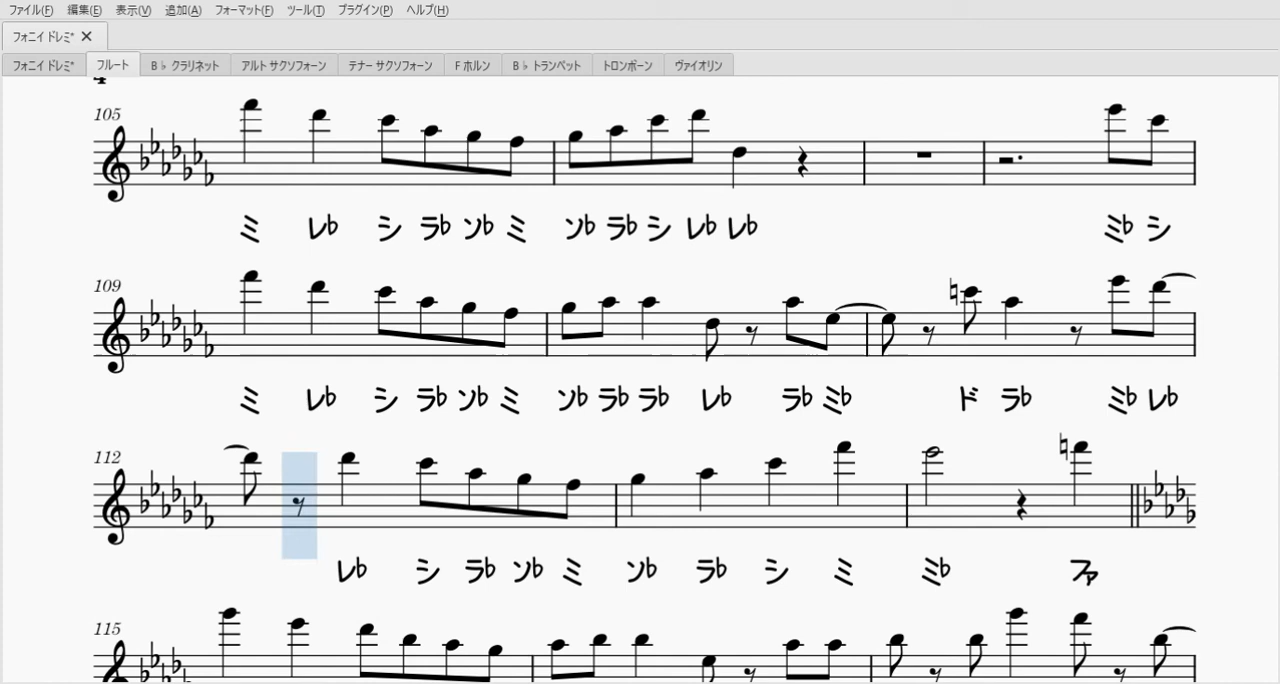 ファイル(F) 編集(E) 表示(V) 追加(A) フォーマット(F) ツール(T) プラグイン(P) ヘルプ(H)
フォニイ ドレミ* ✕
フォニイ ドレミ* フルート B♭ クラリネット アルト サクソフォーン テナー サクソフォーン F ホルン B♭ トランペット トロンボーン ヴァイオリン
4
105
ミ レ♭ シ ラ♭ ソ♭ ミ ソ♭ ラ♭ シ レ♭ レ♭ ミ♭ シ
109
ミ レ♭ シ ラ♭ ソ♭ ミ ソ♭ ラ♭ ラ♭ レ♭ ラ♭ ミ♭ ド ラ♭ ミ♭ レ♭
112
レ♭ シ ラ♭ ソ♭ ミ ソ♭ ラ♭ シ ミ ミ♭ ファ
115